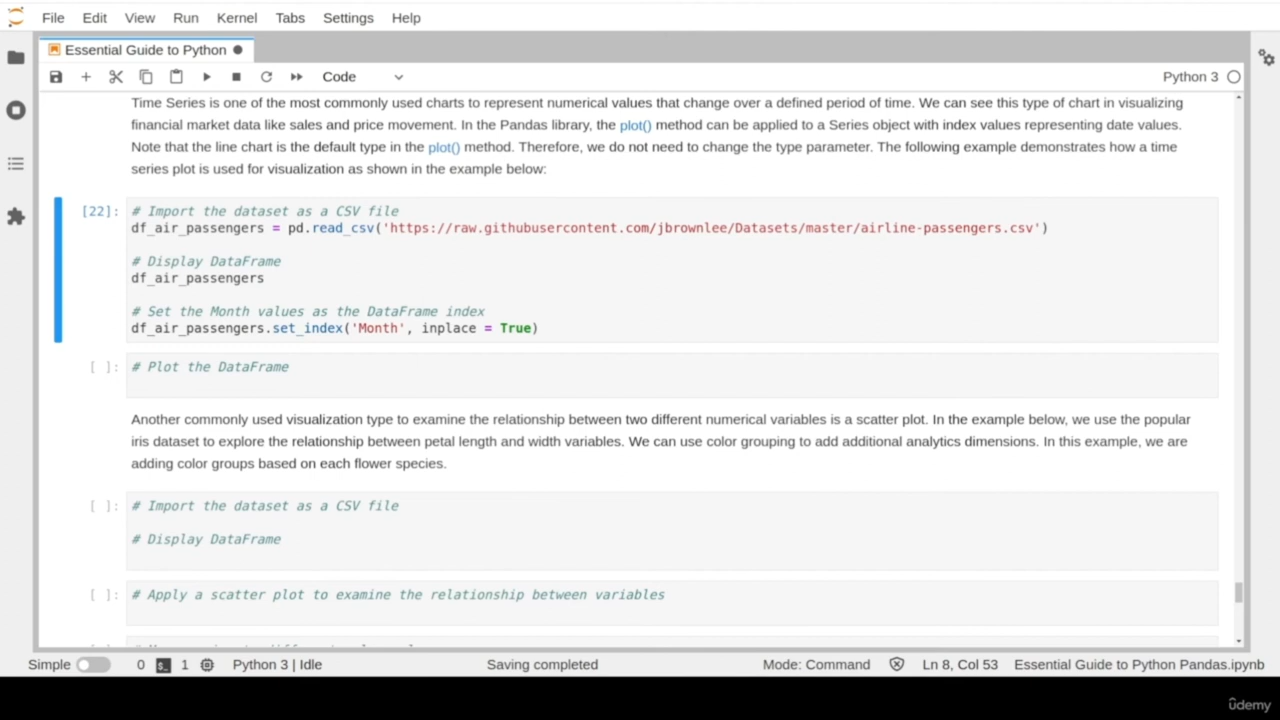 File Edit View Run Kernel Tabs Settings Help
Essential Guide to Python
Code
Python 3
Time Series is one of the most commonly used charts to represent numerical values that change over a defined period of time. We can see this type of chart in visualizing
financial market data like sales and price movement. In the Pandas library, the plot() method can be applied to a Series object with index values representing date values.
Note that the line chart is the default type in the plot() method. Therefore, we do not need to change the type parameter. The following example demonstrates how a time
series plot is used for visualization as shown in the example below:
[22]: # Import the dataset as a CSV file
df_air_passengers = pd.read_csv('https://raw.githubusercontent.com/jbrownlee/Datasets/master/airline-passengers.csv')
# Display DataFrame
df_air_passengers
# Set the Month values as the DataFrame index
df_air_passengers.set_index('Month', inplace = True)
[ ]: # Plot the DataFrame
Another commonly used visualization type to examine the relationship between two different numerical variables is a scatter plot. In the example below, we use the popular
iris dataset to explore the relationship between petal length and width variables. We can use color grouping to add additional analytics dimensions. In this example, we are
adding color groups based on each flower species.
[ ]: # Import the dataset as a CSV file
# Display DataFrame
[ ]: # Apply a scatter plot to examine the relationship between variables
Simple 0 $_ 1 Python 3 | Idle Saving completed Mode: Command Ln 8, Col 53 Essential Guide to Python Pandas.ipynb
ûdemy